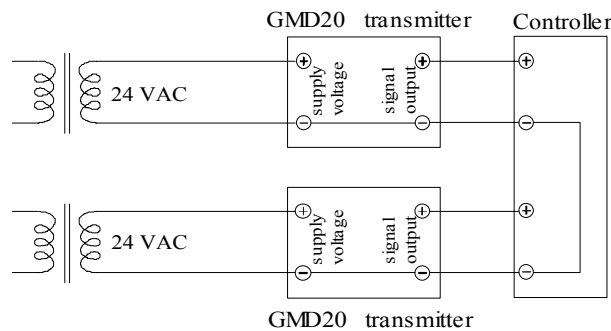 GMD20 transmitter
Controller
24 VAC
supply
voltage
signal
output
24 VAC
supply
voltage
signal
output
GMD20 transmitter